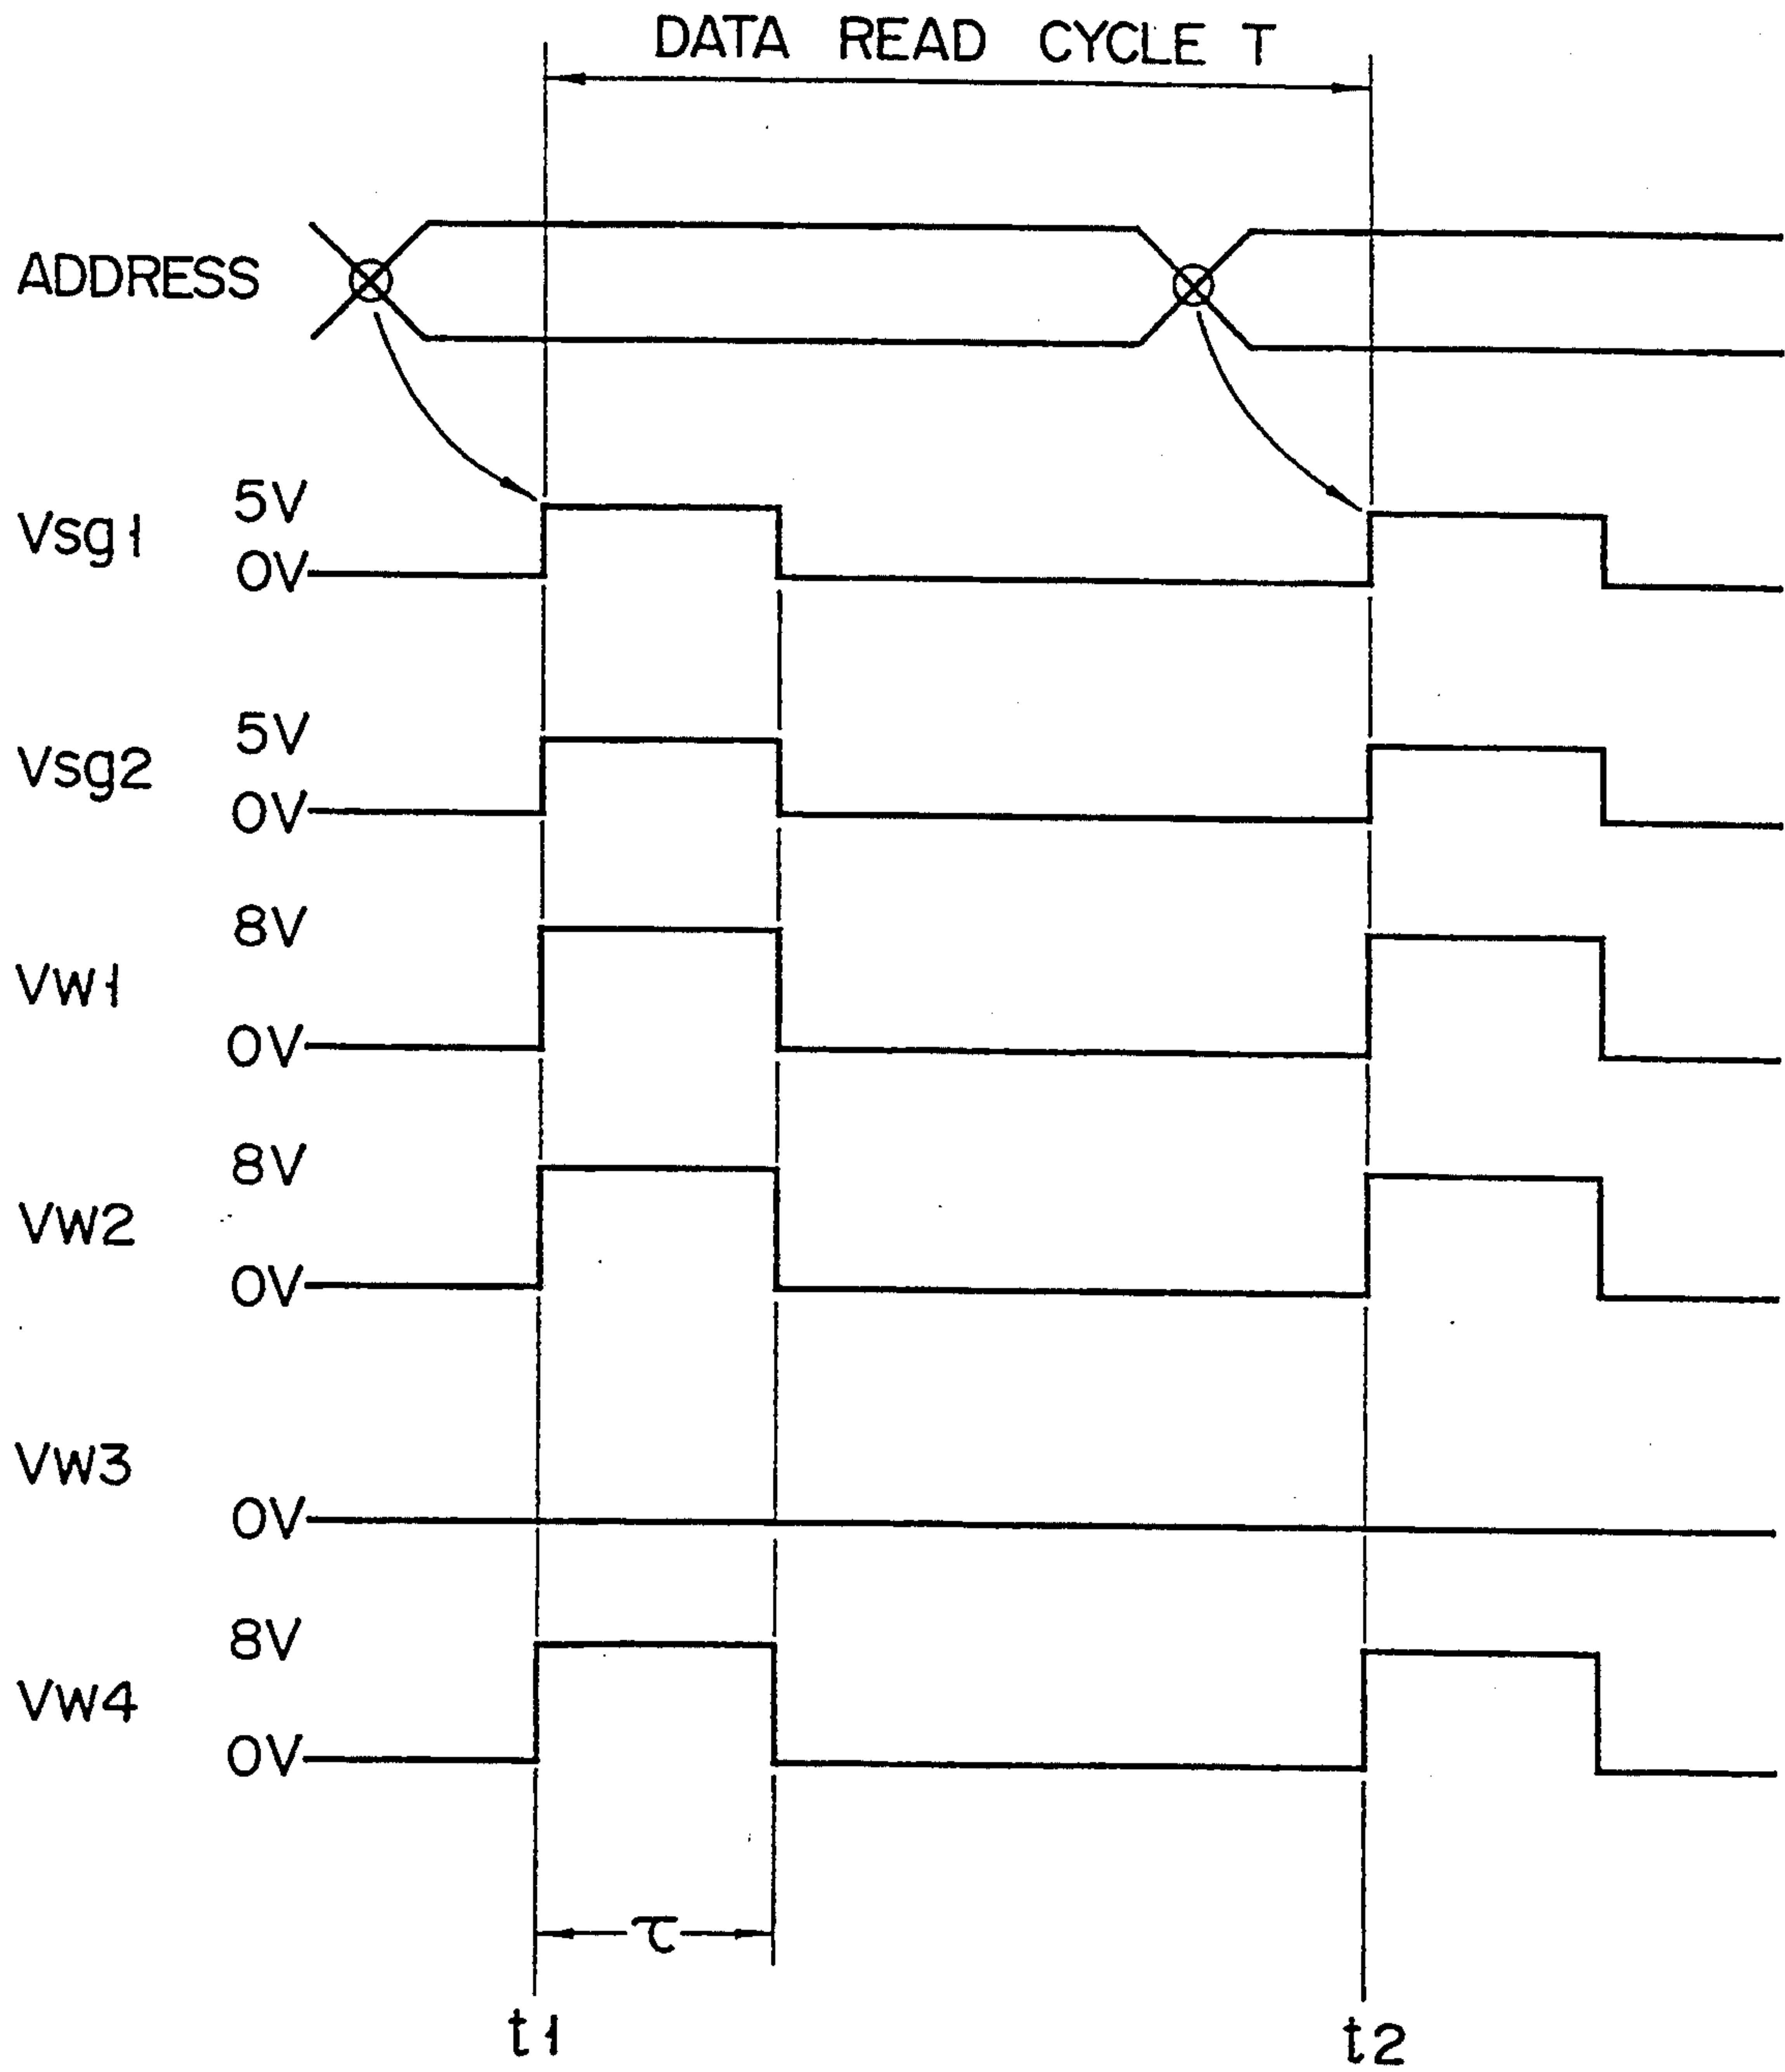 DATA READ CYCLE T
ADDRESS
5V
Vsg1
0V
5V
Vsg2
0V
8V
VW1
0V
8V
VW2
0V
VW3
0V
8V
VW4
0V
τ
t1
t2